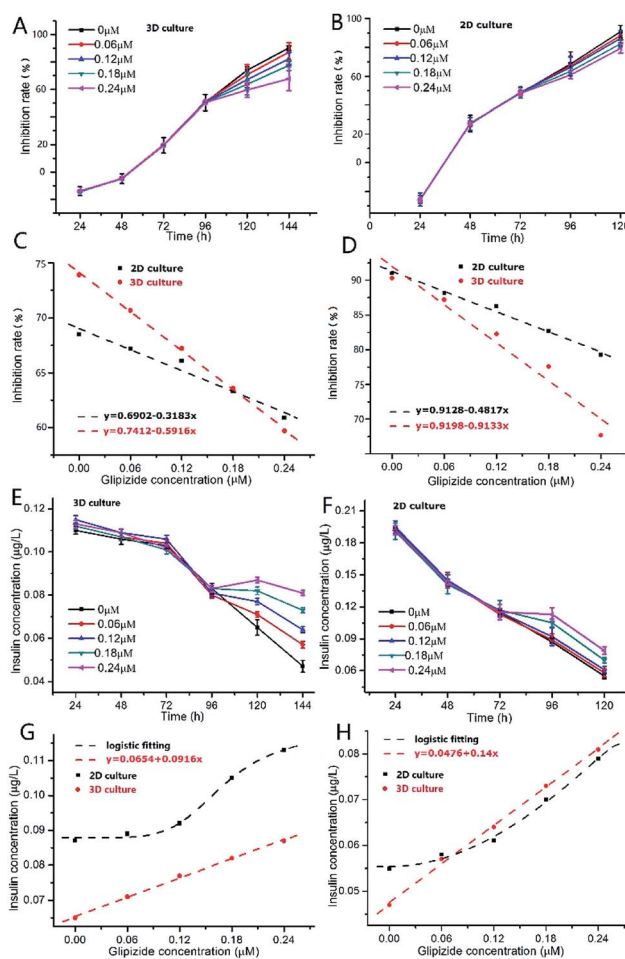 A
3D culture
0μM
0.06μM
0.12μM
0.18μM
0.24μM
Inhibition rate (%)
100
60
20
0
24 48 72 96 120 144
Time (h)
B
2D culture
0μM
0.06μM
0.12μM
0.18μM
0.24μM
Inhibition rate (%)
100
60
20
0
0 24 48 72 96 120
Time (h)
C
2D culture
3D culture
Inhibition rate (%)
75
70
65
60
y=0.6902-0.3183x
y=0.7412-0.5916x
0.00 0.06 0.12 0.18 0.24
Glipizide concentration (μM)
D
2D culture
3D culture
Inhibition rate (%)
90
85
80
75
70
y=0.9128-0.4817x
y=0.9198-0.9133x
0.00 0.06 0.12 0.18 0.24
Glipizide concentration (μM)
E
3D culture
Insulin concentration (μg/L)
0.12
0.10
0.08
0.06
0.04
0μM
0.06μM
0.12μM
0.18μM
0.24μM
24 48 72 96 120 144
Time (h)
F
2D culture
Insulin concentration (μg/L)
0.21
0.18
0.15
0.12
0.09
0.06
0μM
0.06μM
0.12μM
0.18μM
0.24μM
24 48 72 96 120
Time (h)
G
logistic fitting
y=0.0654+0.0916x
2D culture
3D culture
Insulin concentration (μg/L)
0.11
0.10
0.09
0.08
0.07
0.00 0.06 0.12 0.18 0.24
Glipizide concentration (μM)
H
logistic fitting
y=0.0476+0.14x
2D culture
3D culture
Insulin concentration (μg/L)
0.08
0.07
0.06
0.05
0.00 0.06 0.12 0.18 0.24
Glipizide concentration (μM)